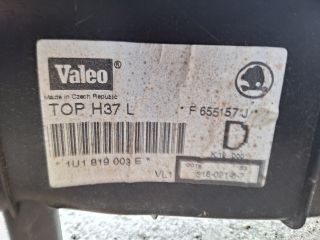 Valeo
Made in Czech Republic
TOP H37 L
* F 655157 J *
D
* 1U1 819 003 E *
VL1